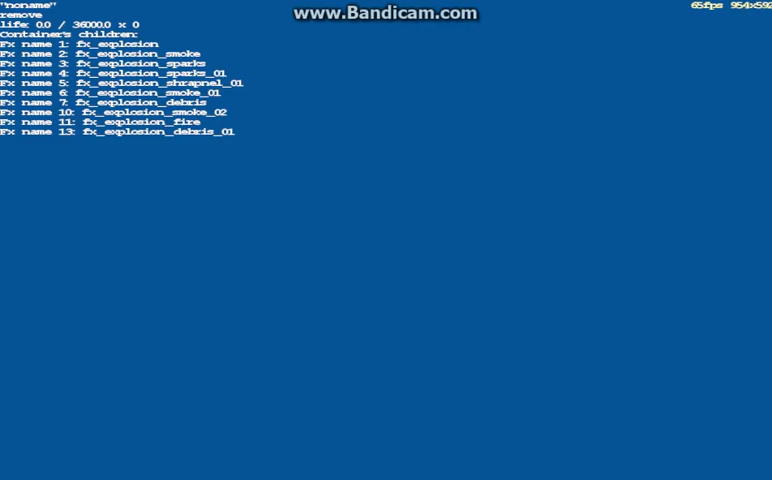 "noname"
www.Bandicam.com
65fps 954x592
remove
life: 0.0 / 36000.0 x 0
Container's children:
Fx name 1: fx_explosion
Fx name 2: fx_explosion_smoke
Fx name 3: fx_explosion_sparks
Fx name 4: fx_explosion_sparks_01
Fx name 5: fx_explosion_shrapnel_01
Fx name 6: fx_explosion_smoke_01
Fx name 7: fx_explosion_debris
Fx name 10: fx_explosion_smoke_02
Fx name 11: fx_explosion_fire
Fx name 13: fx_explosion_debris_01